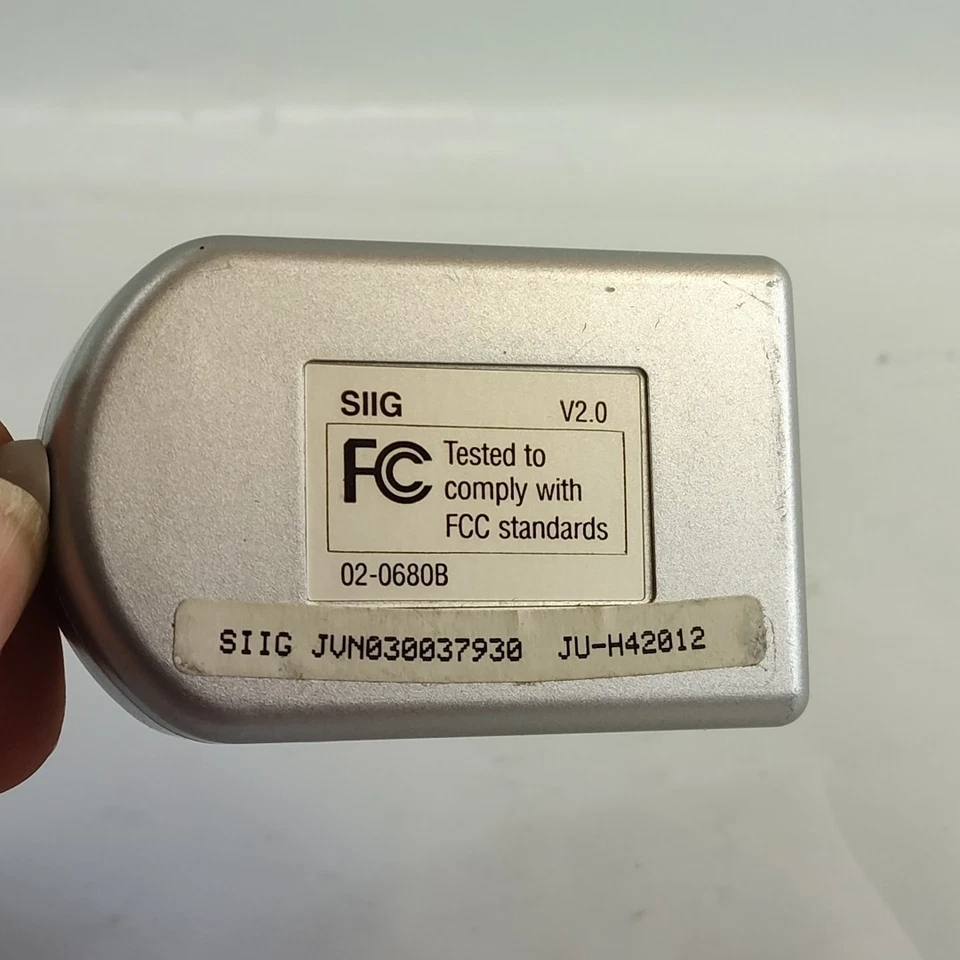 SIIG V2.0
FC Tested to
comply with
FCC standards
02-0680B
SIIG JVN030037930 JU-H42012